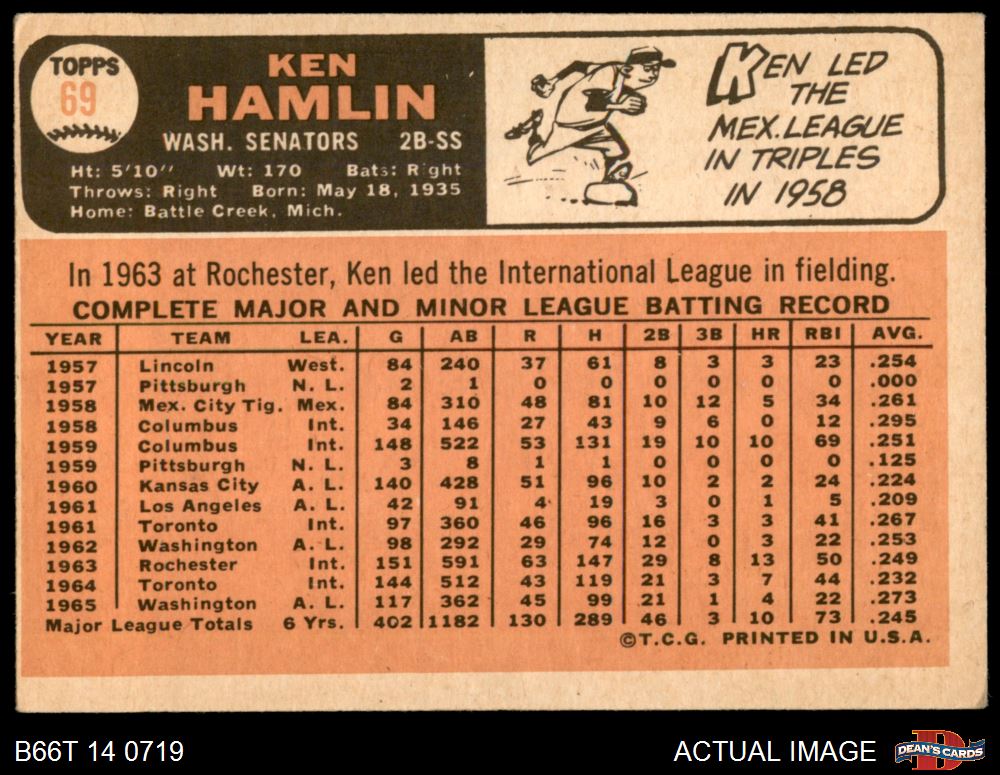 TOPPS
69
KEN
HAMLIN
WASH. SENATORS 2B-SS
Ht: 5'10" Wt: 170 Bats: Right
Throws: Right Born: May 18, 1935
Home: Battle Creek, Mich.
KEN LED
THE
MEX. LEAGUE
IN TRIPLES
IN 1958
In 1963 at Rochester, Ken led the International League in fielding.
COMPLETE MAJOR AND MINOR LEAGUE BATTING RECORD
YEAR TEAM LEA. G AB R H 2B 3B HR RBI AVG.
1957 Lincoln West. 84 240 37 61 8 3 3 23 .254
1957 Pittsburgh N. L. 2 1 0 0 0 0 0 0 .000
1958 Mex. City Tig. Mex. 84 310 48 81 10 12 5 34 .261
1958 Columbus Int. 34 146 27 43 9 6 0 12 .295
1959 Columbus Int. 148 522 53 131 19 10 10 69 .251
1959 Pittsburgh N. L. 3 8 1 1 0 0 0 0 .125
1960 Kansas City A. L. 140 428 51 96 10 2 2 24 .224
1961 Los Angeles A. L. 42 91 4 19 3 0 1 5 .209
1961 Toronto Int. 97 360 46 96 16 3 3 41 .267
1962 Washington A. L. 98 292 29 74 12 0 3 22 .253
1963 Rochester Int. 151 591 63 147 29 8 13 50 .249
1964 Toronto Int. 144 512 43 119 21 3 7 44 .232
1965 Washington A. L. 117 362 45 99 21 1 4 22 .273
Major League Totals 6 Yrs. 402 1182 130 289 46 3 10 73 .245
©T.C.G. PRINTED IN U.S.A.
B66T 14 0719
ACTUAL IMAGE
DEAN'S CARDS